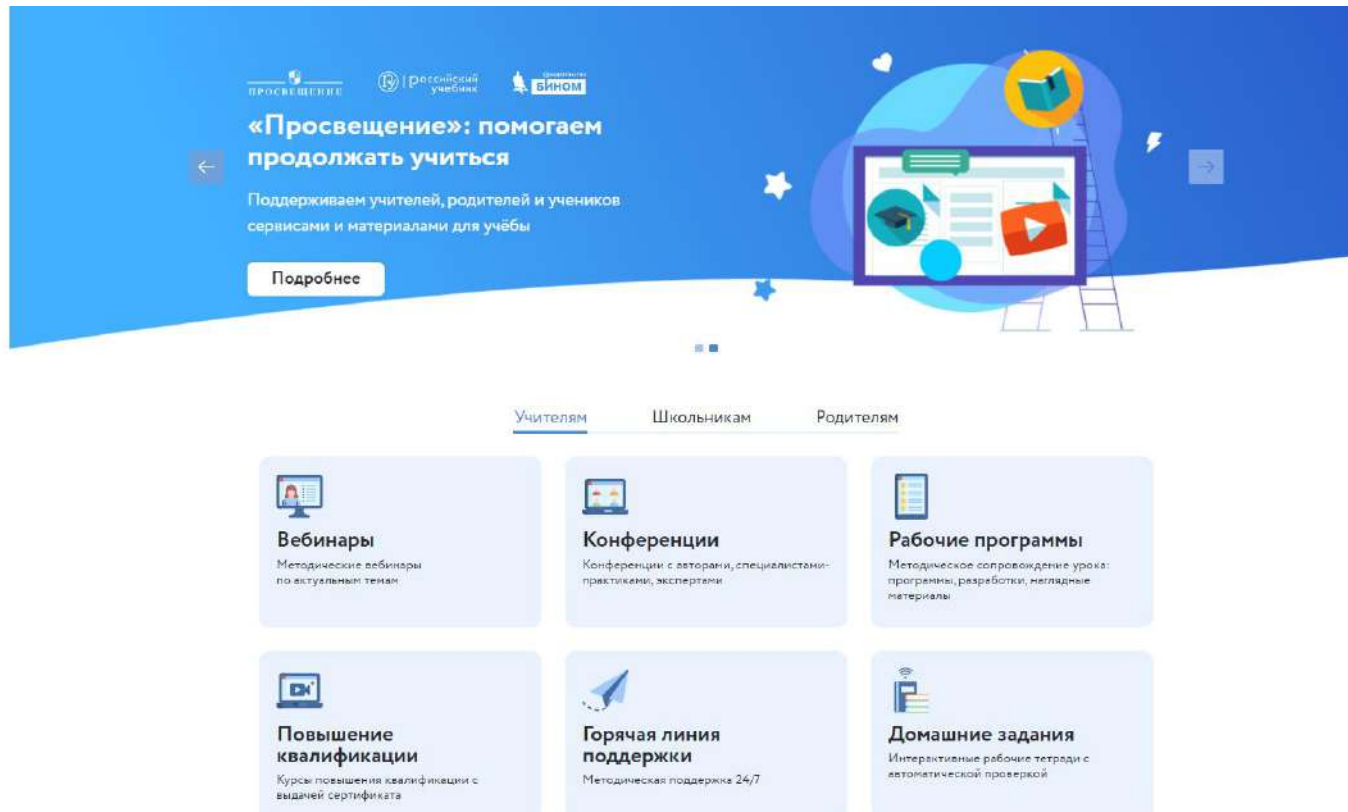 ПРОСВЕЩЕНИЕ
российский
учебник
БИНОМ
«Просвещение»: помогаем
продолжать учиться
Поддерживаем учителей, родителей и учеников
сервисами и материалами для учёбы
Подробнее
Учителям Школьникам Родителям
Вебинары
Методические вебинары
по актуальным темам
Конференции
Конференции с авторами, специалистами-
практиками, экспертами
Рабочие программы
Методическое сопровождение урока:
программы, разработки, наглядные
материалы
Повышение
квалификации
Курсы повышения квалификации с
выдачей сертификата
Горячая линия
поддержки
Методическая поддержка 24/7
Домашние задания
Интерактивные рабочие тетради с
автоматической проверкой